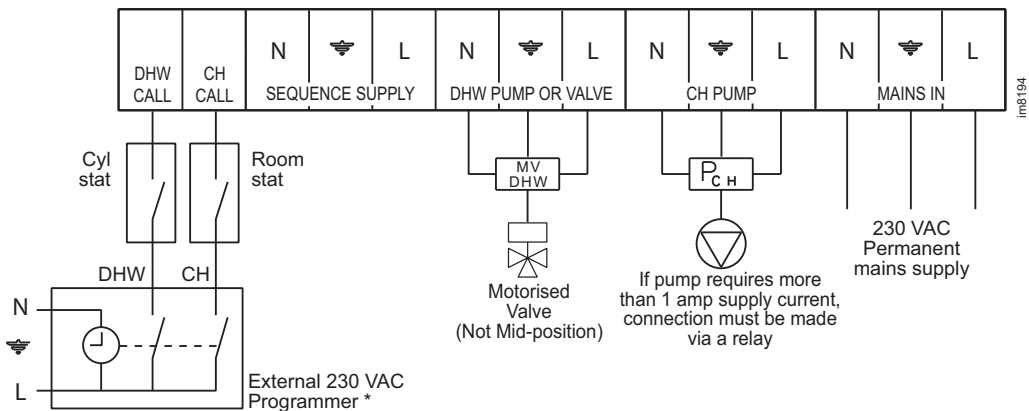 N L N L N L N L
DHW CALL
CH CALL
SEQUENCE SUPPLY
DHW PUMP OR VALVE
CH PUMP
MAINS IN
im8194
Cyl stat
Room stat
MV DHW
PCH
DHW
CH
230 VAC
Permanent
mains supply
Motorised
Valve
(Not Mid-position)
If pump requires more
than 1 amp supply current,
connection must be made
via a relay
N
L
External 230 VAC
Programmer *